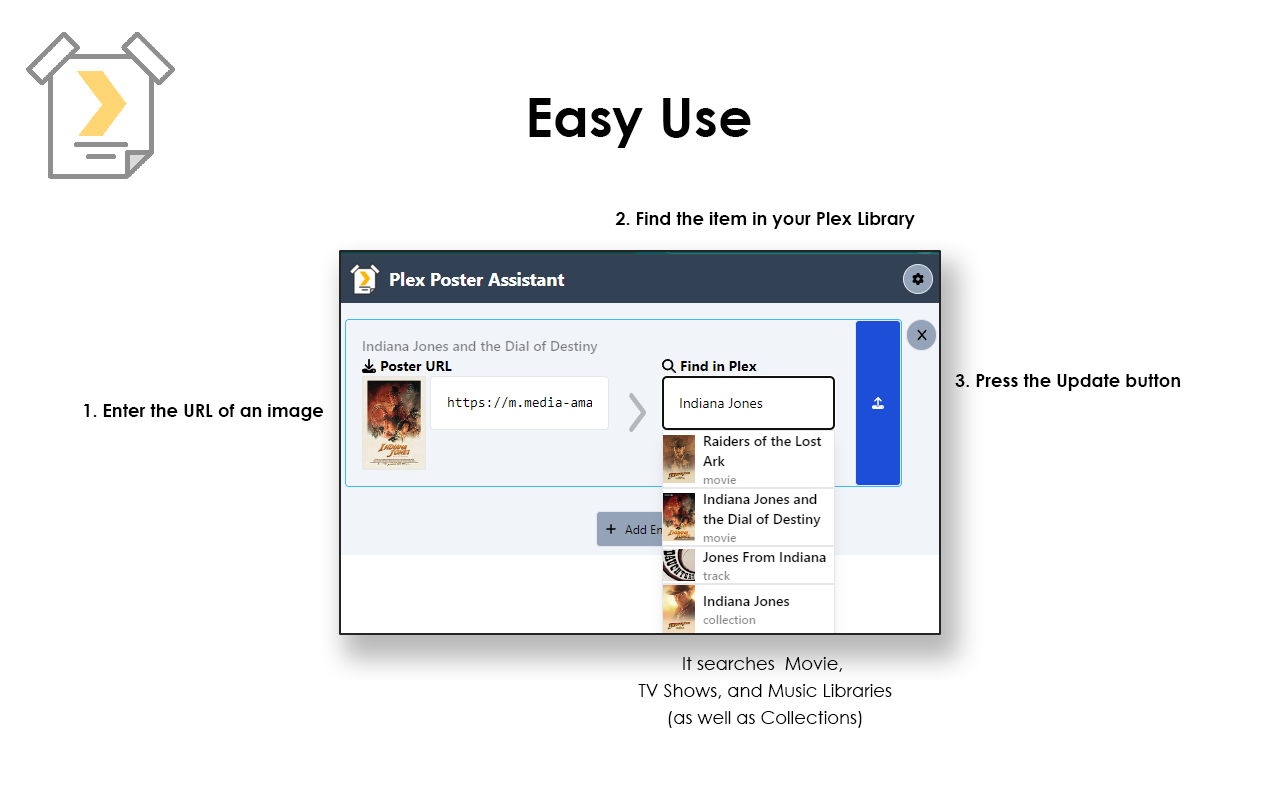 Easy Use
2. Find the item in your Plex Library
Plex Poster Assistant
Indiana Jones and the Dial of Destiny
Poster URL
Find in Plex
1. Enter the URL of an image
https://m.media-ama
Indiana Jones
3. Press the Update button
INDIANA
JONES
Raiders of the Lost
Ark
movie
Indiana Jones and
the Dial of Destiny
movie
+ Add En
Jones From Indiana
track
Indiana Jones
collection
It searches Movie,
TV Shows, and Music Libraries
(as well as Collections)